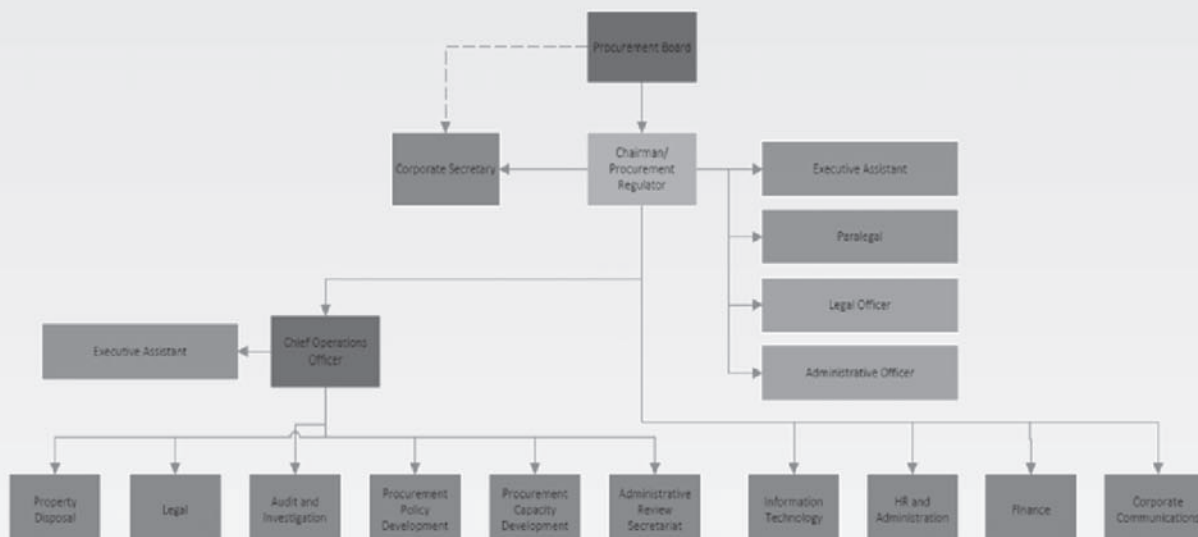 Procurement Board
Corporate Secretary
Chairman/
Procurement
Regulator
Executive Assistant
Paralegal
Legal Officer
Administrative Officer
Executive Assistant
Chief Operations
Officer
Property
Disposal
Legal
Audit and
Investigation
Procurement
Policy
Development
Procurement
Capacity
Development
Administrative
Review
Secretariat
Information
Technology
HR and
Administration
Finance
Corporate
Communications